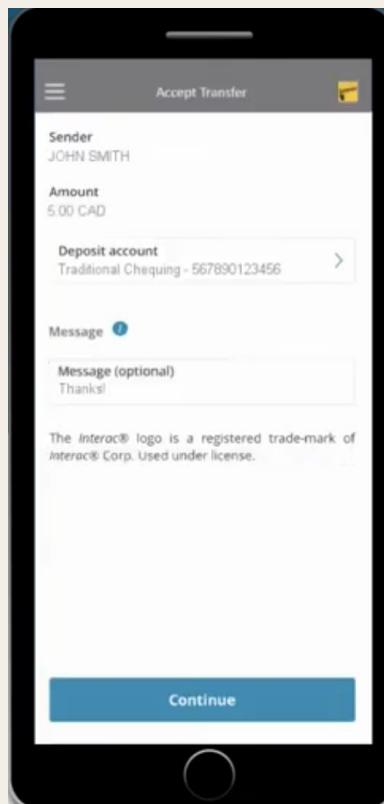 Accept Transfer
Sender
JOHN SMITH
Amount
5.00 CAD
Deposit account
Traditional Chequing - 567890123456
Message
Message (optional)
Thanks!
The Interac® logo is a registered trade-mark of
Interac® Corp. Used under license.
Continue